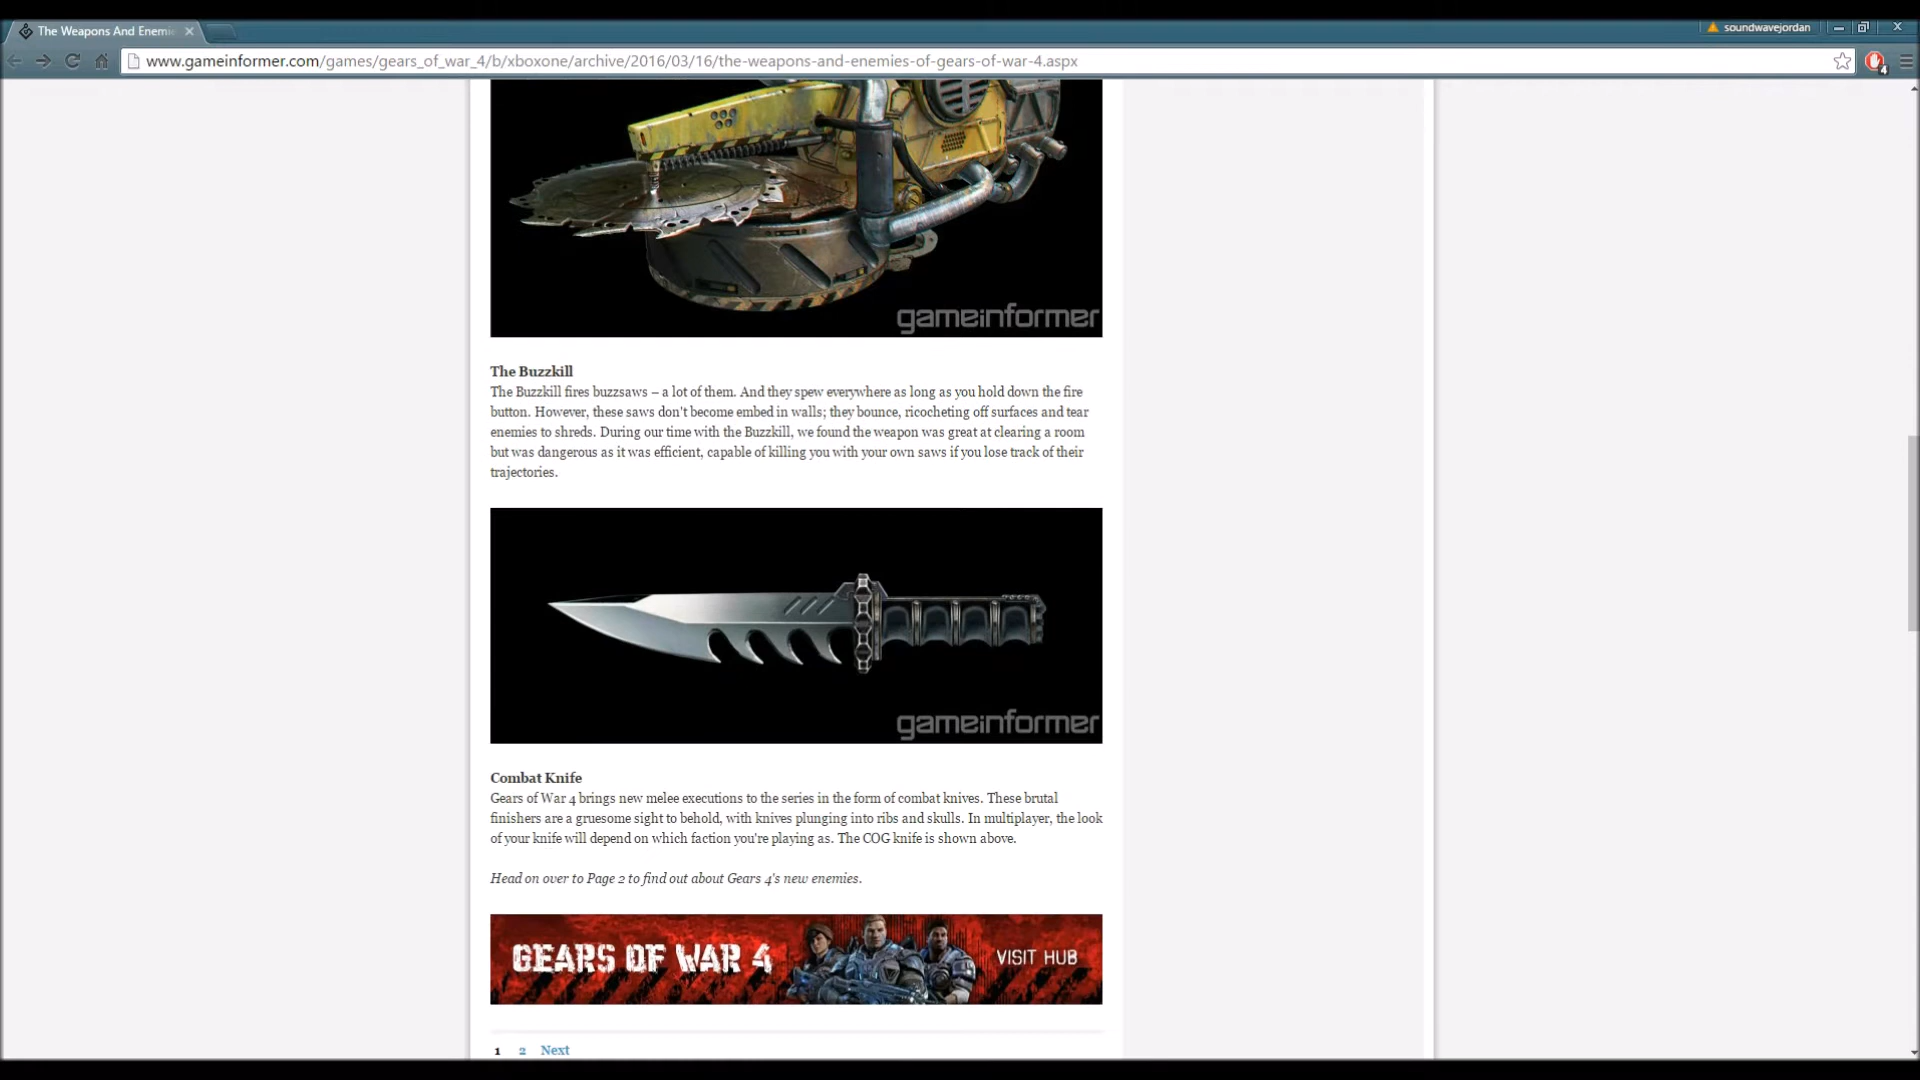 The Weapons And Enemi
soundwavejordan
www.gameinformer.com/games/gears_of_war_4/b/xboxone/archive/2016/03/16/the-weapons-and-enemies-of-gears-of-war-4.aspx
4
gameinformer
The Buzzkill
The Buzzkill fires buzzsaws – a lot of them. And they spew everywhere as long as you hold down the fire
button. However, these saws don't become embed in walls; they bounce, ricocheting off surfaces and tear
enemies to shreds. During our time with the Buzzkill, we found the weapon was great at clearing a room
but was dangerous as it was efficient, capable of killing you with your own saws if you lose track of their
trajectories.
gameinformer
Combat Knife
Gears of War 4 brings new melee executions to the series in the form of combat knives. These brutal
finishers are a gruesome sight to behold, with knives plunging into ribs and skulls. In multiplayer, the look
of your knife will depend on which faction you're playing as. The COG knife is shown above.
Head on over to Page 2 to find out about Gears 4's new enemies.
GEARS OF WAR 4
VISIT HUB
1 2 Next